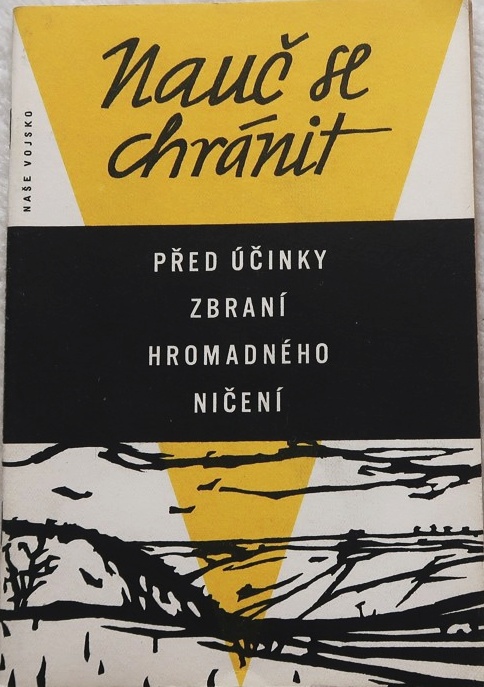 Nauč se
chránit
NAŠE VOJSKO
PŘED ÚČINKY
ZBRANÍ
HROMADNÉHO
NIČENÍ